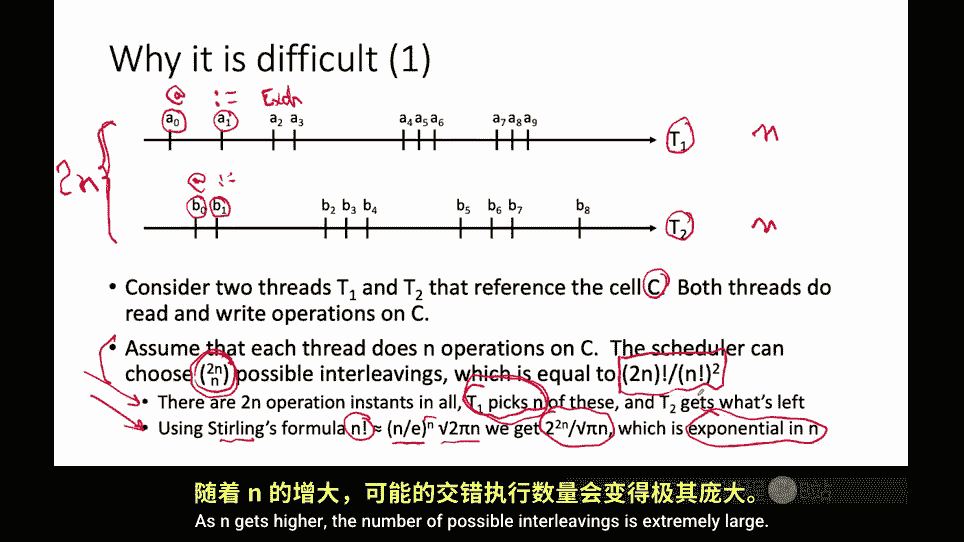 Why it is difficult (1)
@ := Exch
a0 a1 a2 a3 a4 a5 a6 a7 a8 a9 T1 n
2n
@ :=
b0 b1 b2 b3 b4 b5 b6 b7 b8 T2 n
• Consider two threads T1 and T2 that reference the cell C. Both threads do
read and write operations on C.
• Assume that each thread does n operations on C. The scheduler can
choose (2n n) possible interleavings, which is equal to (2n)!/(n!)²
• There are 2n operation instants in all, T1 picks n of these, and T2 gets what's left
• Using Stirling's formula n! ≈ (n/e)ⁿ √2πn we get 2²ⁿ/√πn, which is exponential in n
随着 n 的增大，可能的交错执行数量会变得极其庞大。
As n gets higher, the number of possible interleavings is extremely large.